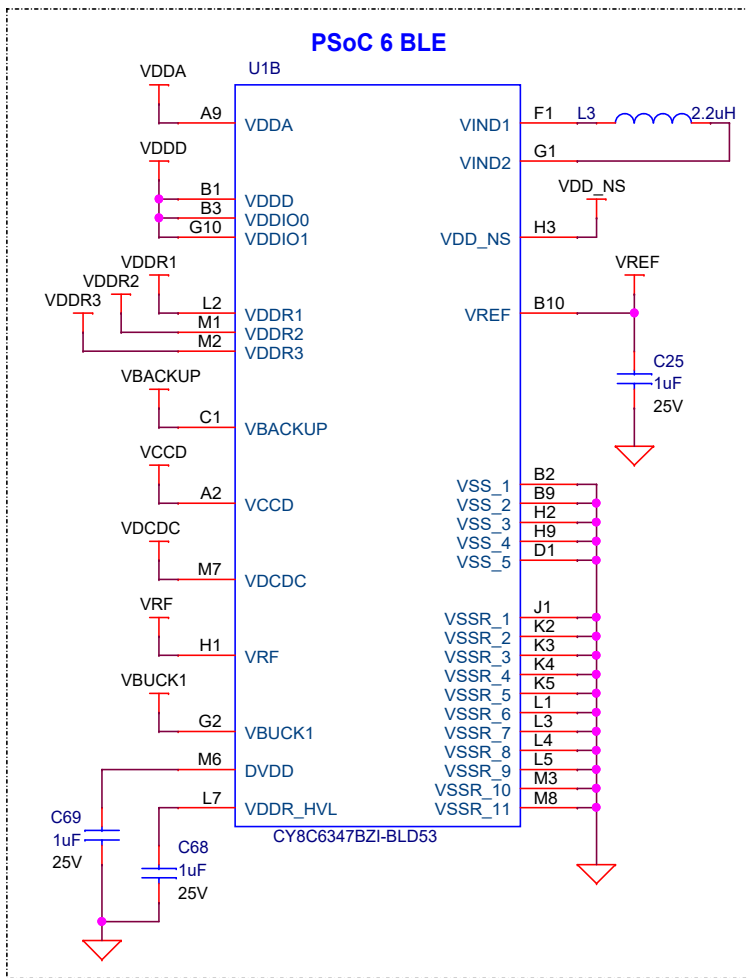 PSoC 6 BLE
U1B
VDDA
A9
VDDA
VDDD
B1
VDDD
B3
VDDIO0
G10
VDDIO1
VDDR1
VDDR2
VDDR3
L2
VDDR1
M1
VDDR2
M2
VDDR3
VBACKUP
C1
VBACKUP
VCCD
A2
VCCD
VDCDC
M7
VDCDC
VRF
H1
VRF
VBUCK1
G2
VBUCK1
M6
DVDD
L7
VDDR_HVL
C69
1uF
25V
C68
1uF
25V
CY8C6347BZI-BLD53
VIND1
F1
L3
2.2uH
VIND2
G1
VDD_NS
VDD_NS
H3
VREF
VREF
B10
C25
1uF
25V
VSS_1
B2
VSS_2
B9
VSS_3
H2
VSS_4
H9
VSS_5
D1
VSSR_1
J1
VSSR_2
K2
VSSR_3
K3
VSSR_4
K4
VSSR_5
K5
VSSR_6
L1
VSSR_7
L3
VSSR_8
L4
VSSR_9
L5
VSSR_10
M3
VSSR_11
M8